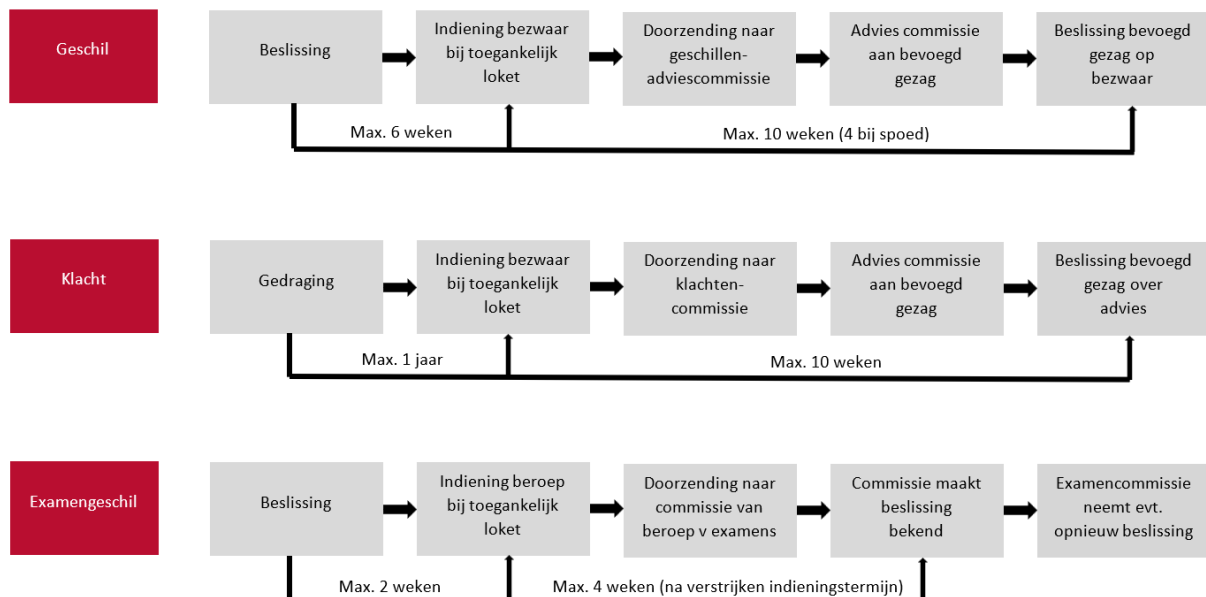 Geschil
Beslissing
Indiening bezwaar
bij toegankelijk
loket
Doorzending naar
geschillen-
adviescommissie
Advies commissie
aan bevoegd
gezag
Beslissing bevoegd
gezag op
bezwaar
Max. 6 weken
Max. 10 weken (4 bij spoed)
Klacht
Gedraging
Indiening bezwaar
bij toegankelijk
loket
Doorzending naar
klachten-
commissie
Advies commissie
aan bevoegd
gezag
Beslissing bevoegd
gezag over
advies
Max. 1 jaar
Max. 10 weken
Examengeschil
Beslissing
Indiening beroep
bij toegankelijk
loket
Doorzending naar
commissie van
beroep v examens
Commissie maakt
beslissing
bekend
Examencommissie
neemt evt.
opnieuw beslissing
Max. 2 weken
Max. 4 weken (na verstrijken indieningstermijn)